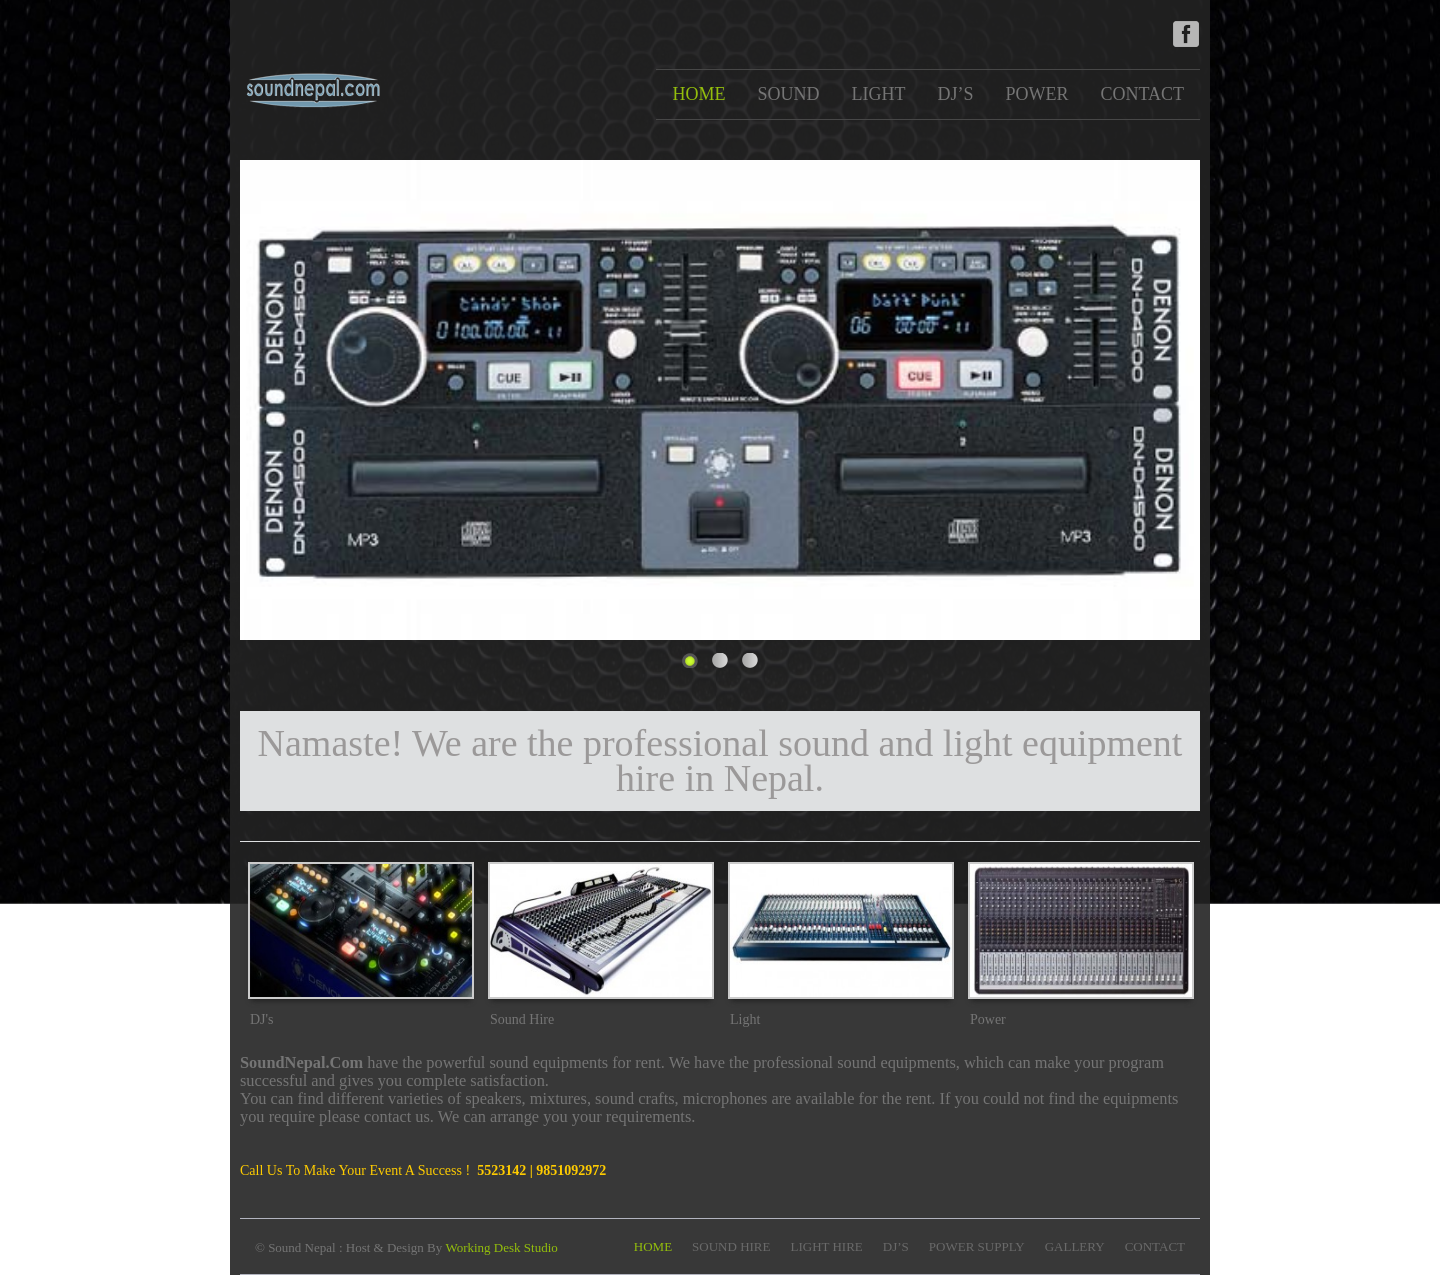 soundnepal.com
HOME SOUND LIGHT DJ’S POWER CONTACT
DENON DN-D4500
Candy Shop
Daft Punk
DN-D4500 DENON
CUE
CUE
1
2
DENON DN-D4500
1
2
DN-D4500 DENON
MP3
MP3
Namaste! We are the professional sound and light equipment
hire in Nepal.
DJ's
Sound Hire
Light
Power
SoundNepal.Com have the powerful sound equipments for rent. We have the professional sound equipments, which can make your program
successful and gives you complete satisfaction.
You can find different varieties of speakers, mixtures, sound crafts, microphones are available for the rent. If you could not find the equipments
you require please contact us. We can arrange you your requirements.
Call Us To Make Your Event A Success ! 5523142 | 9851092972
© Sound Nepal : Host & Design By Working Desk Studio
HOME SOUND HIRE LIGHT HIRE DJ’S POWER SUPPLY GALLERY CONTACT